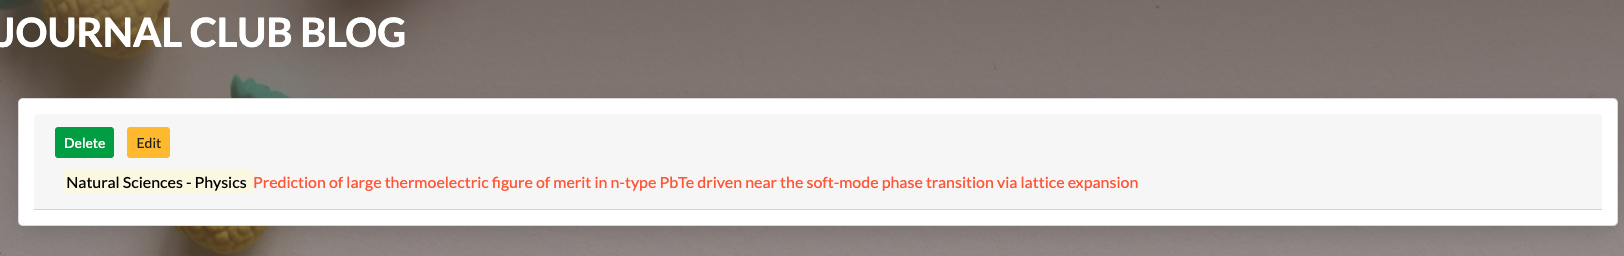 JOURNAL CLUB BLOG
Delete Edit
Natural Sciences - Physics Prediction of large thermoelectric figure of merit in n-type PbTe driven near the soft-mode phase transition via lattice expansion